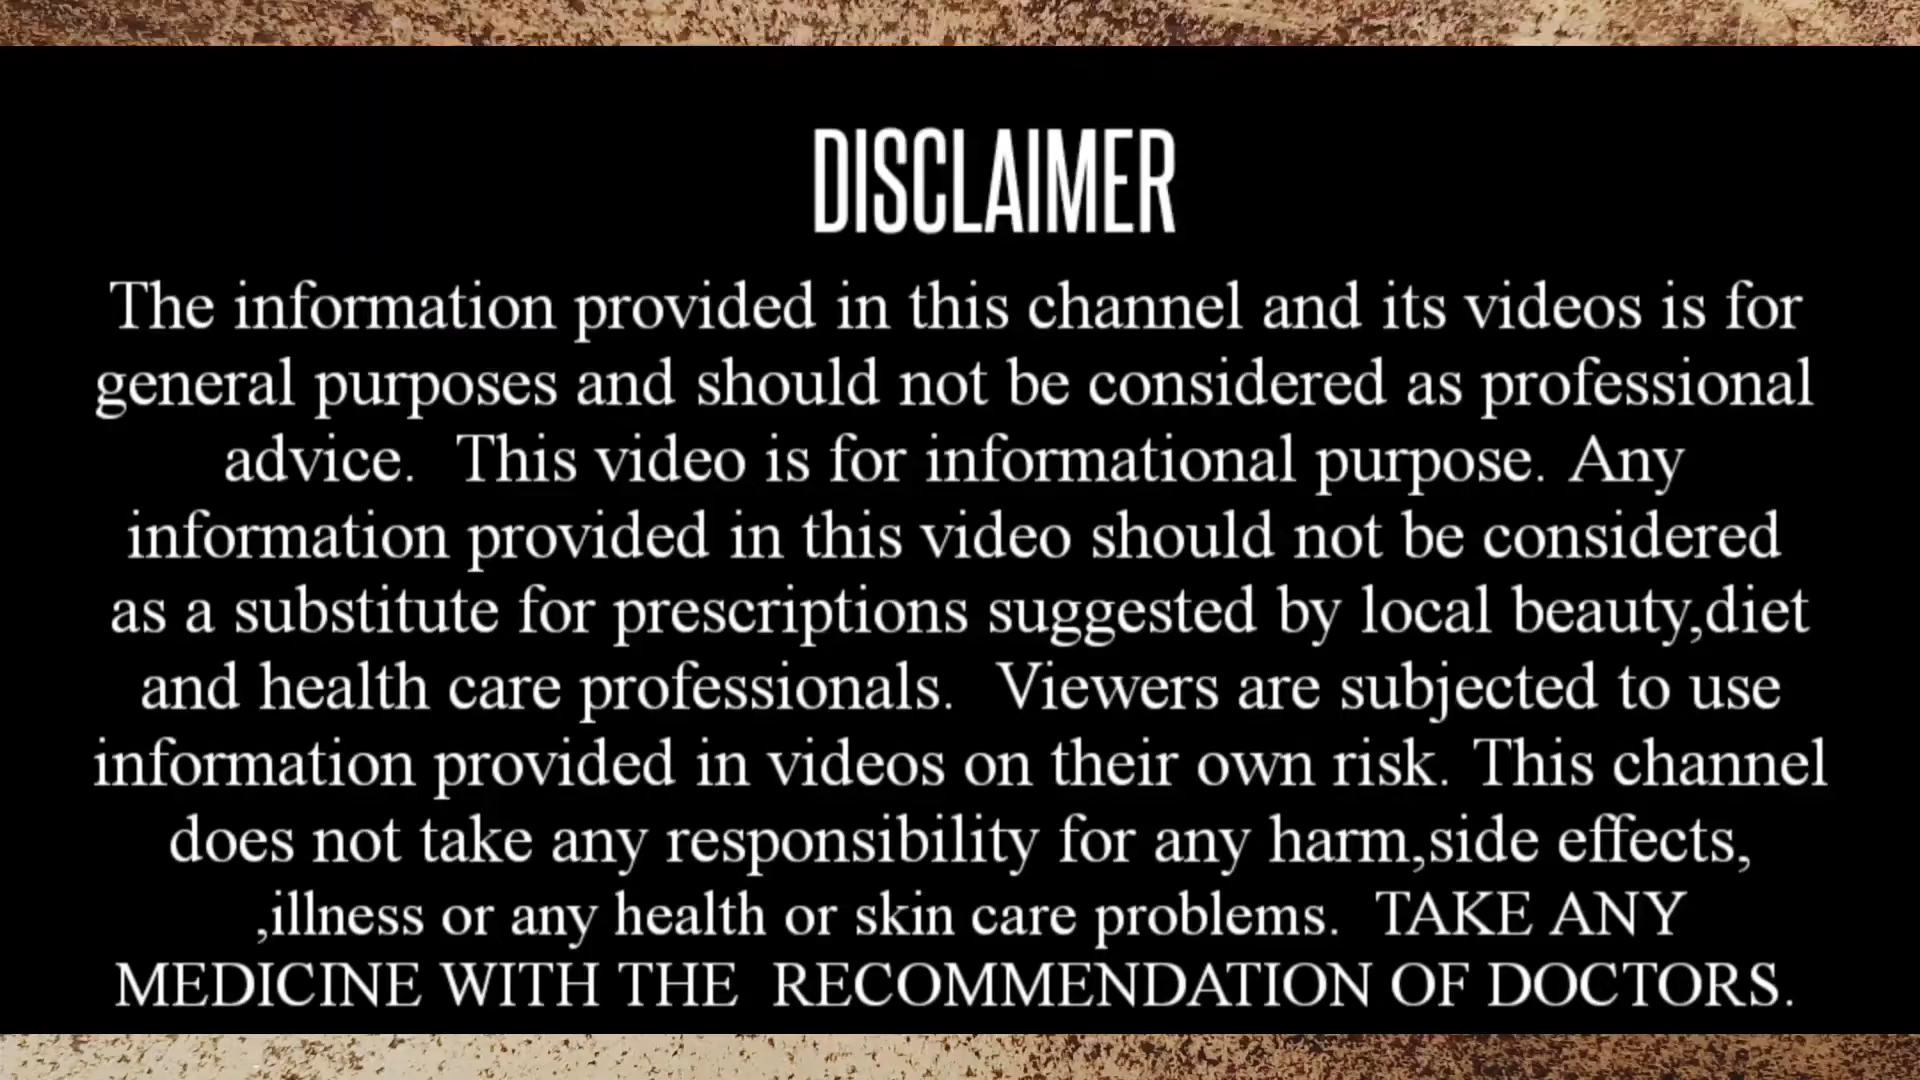 DISCLAIMER
The information provided in this channel and its videos is for
general purposes and should not be considered as professional
advice.  This video is for informational purpose. Any
information provided in this video should not be considered
as a substitute for prescriptions suggested by local beauty,diet
and health care professionals.  Viewers are subjected to use
information provided in videos on their own risk. This channel
does not take any responsibility for any harm,side effects,
,illness or any health or skin care problems.  TAKE ANY
MEDICINE WITH THE  RECOMMENDATION OF DOCTORS.